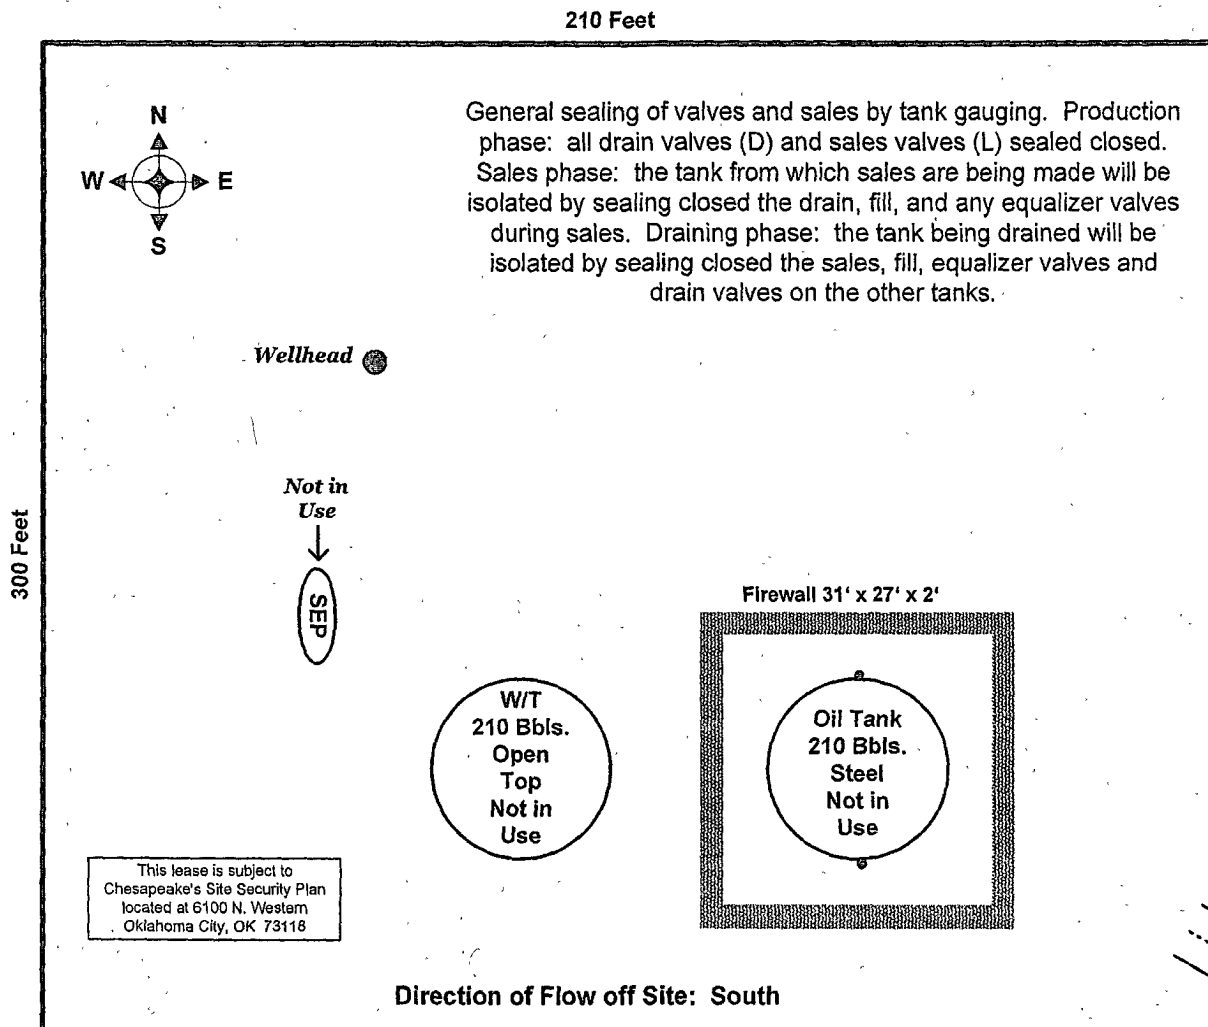 210 Feet
N
W E
S
General sealing of valves and sales by tank gauging. Production
phase: all drain valves (D) and sales valves (L) sealed closed.
Sales phase: the tank from which sales are being made will be
isolated by sealing closed the drain, fill, and any equalizer valves
during sales. Draining phase: the tank being drained will be
isolated by sealing closed the sales, fill, equalizer valves and
drain valves on the other tanks.
Wellhead
Not in
Use
300 Feet
SEP
Firewall 31' x 27' x 2'
W/T
210 Bbls.
Open
Top
Not in
Use
Oil Tank
210 Bbls.
Steel
Not in
Use
This lease is subject to
Chesapeake's Site Security Plan
located at 6100 N. Western
Oklahoma City, OK 73118
Direction of Flow off Site: South